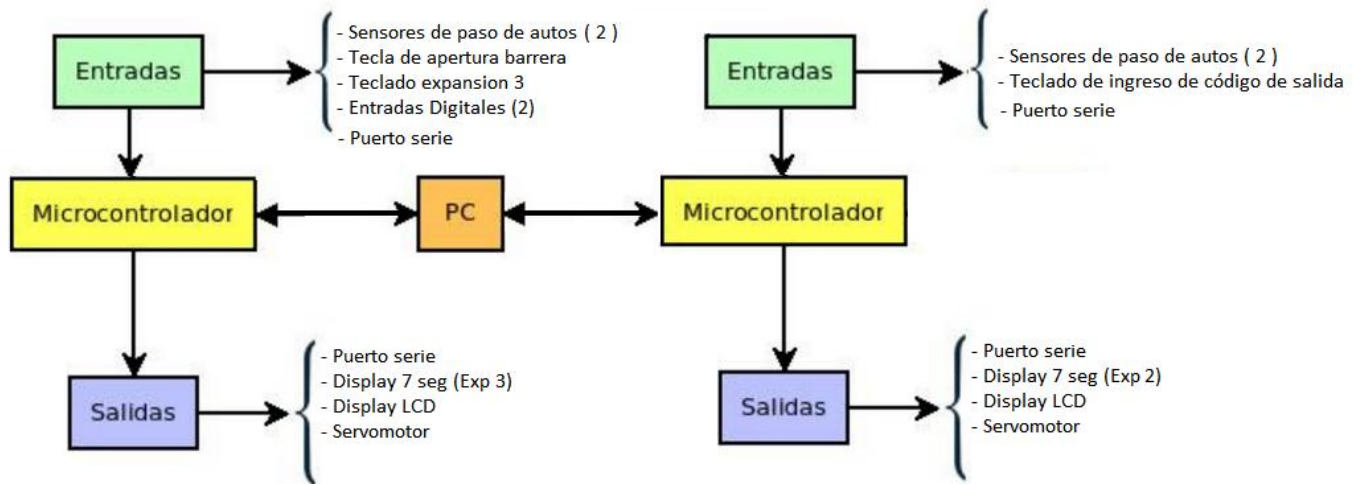 Entradas
- Sensores de paso de autos ( 2 )
- Tecla de apertura barrera
- Teclado expansion 3
- Entradas Digitales (2)
- Puerto serie
Entradas
- Sensores de paso de autos ( 2 )
- Teclado de ingreso de código de salida
- Puerto serie
Microcontrolador
PC
Microcontrolador
Salidas
- Puerto serie
- Display 7 seg (Exp 3)
- Display LCD
- Servomotor
Salidas
- Puerto serie
- Display 7 seg (Exp 2)
- Display LCD
- Servomotor